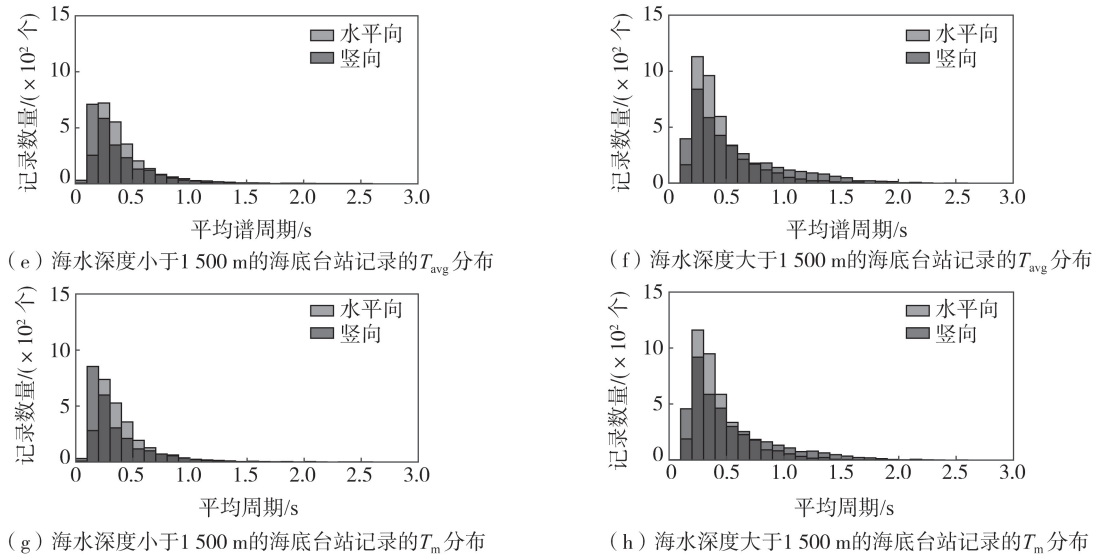 15
10
5
0
记录数量/(×10² 个)
水平向
竖向
0 0.5 1.0 1.5 2.0 2.5 3.0
平均谱周期/s
(e)海水深度小于1 500 m的海底台站记录的Tavg分布
15
10
5
0
记录数量/(×10² 个)
水平向
竖向
0 0.5 1.0 1.5 2.0 2.5 3.0
平均谱周期/s
(f)海水深度大于1 500 m的海底台站记录的Tavg分布
15
10
5
0
记录数量/(×10² 个)
水平向
竖向
0 0.5 1.0 1.5 2.0 2.5 3.0
平均周期/s
(g)海水深度小于1 500 m的海底台站记录的Tm分布
15
10
5
0
记录数量/(×10² 个)
水平向
竖向
0 0.5 1.0 1.5 2.0 2.5 3.0
平均周期/s
(h)海水深度大于1 500 m的海底台站记录的Tm分布